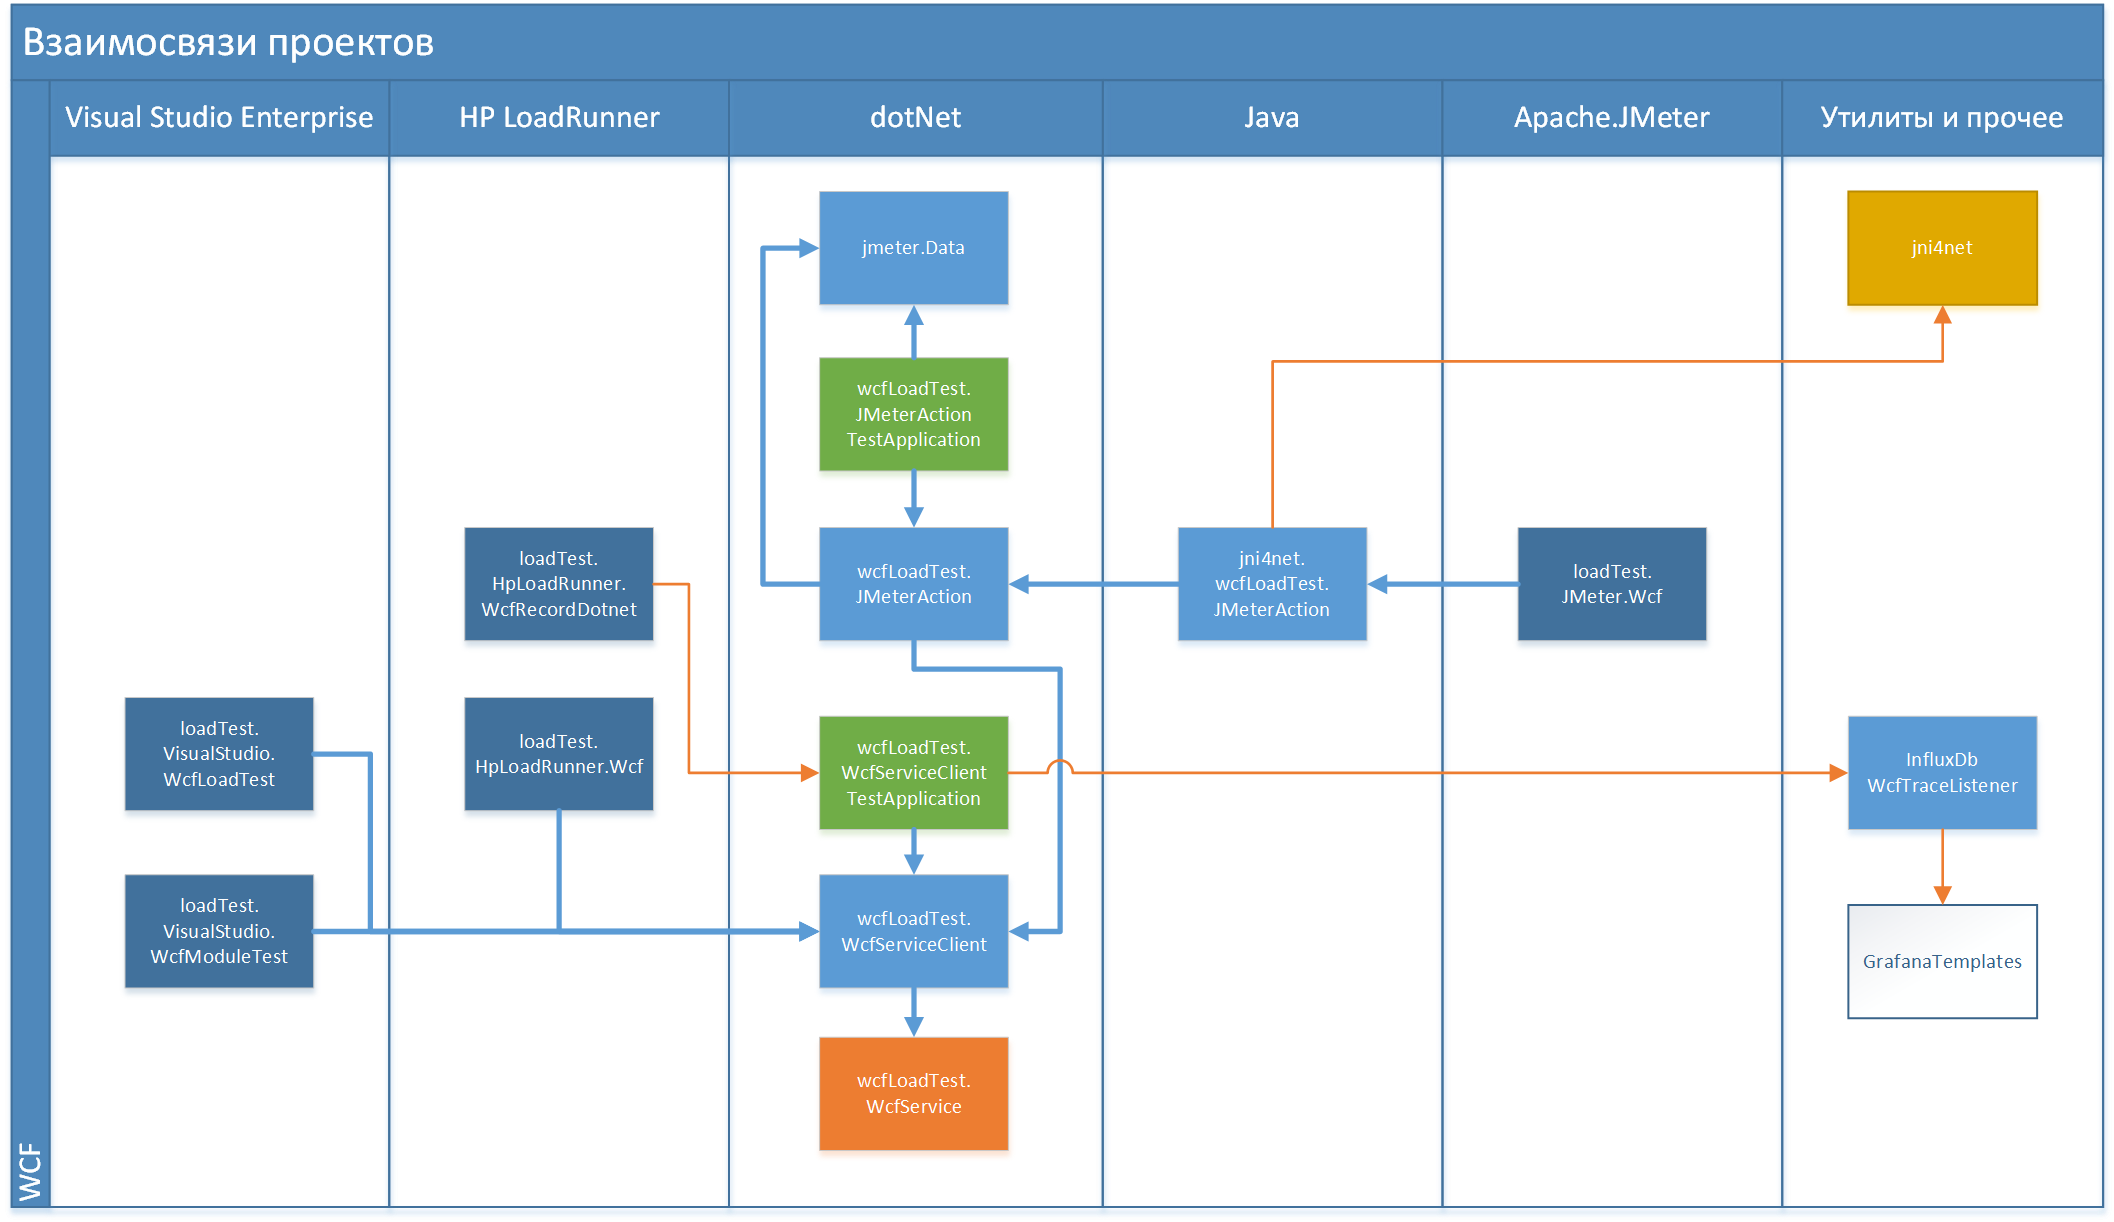 Взаимосвязи проектов
Visual Studio Enterprise
HP LoadRunner
dotNet
Java
Apache.JMeter
Утилиты и прочее
WCF
loadTest.
VisualStudio.
WcfLoadTest
loadTest.
VisualStudio.
WcfModuleTest
loadTest.
HpLoadRunner.
WcfRecordDotnet
loadTest.
HpLoadRunner.Wcf
jmeter.Data
wcfLoadTest.
JMeterAction
TestApplication
wcfLoadTest.
JMeterAction
wcfLoadTest.
WcfServiceClient
TestApplication
wcfLoadTest.
WcfServiceClient
wcfLoadTest.
WcfService
jni4net.
wcfLoadTest.
JMeterAction
loadTest.
JMeter.Wcf
jni4net
InfluxDb
WcfTraceListener
GrafanaTemplates